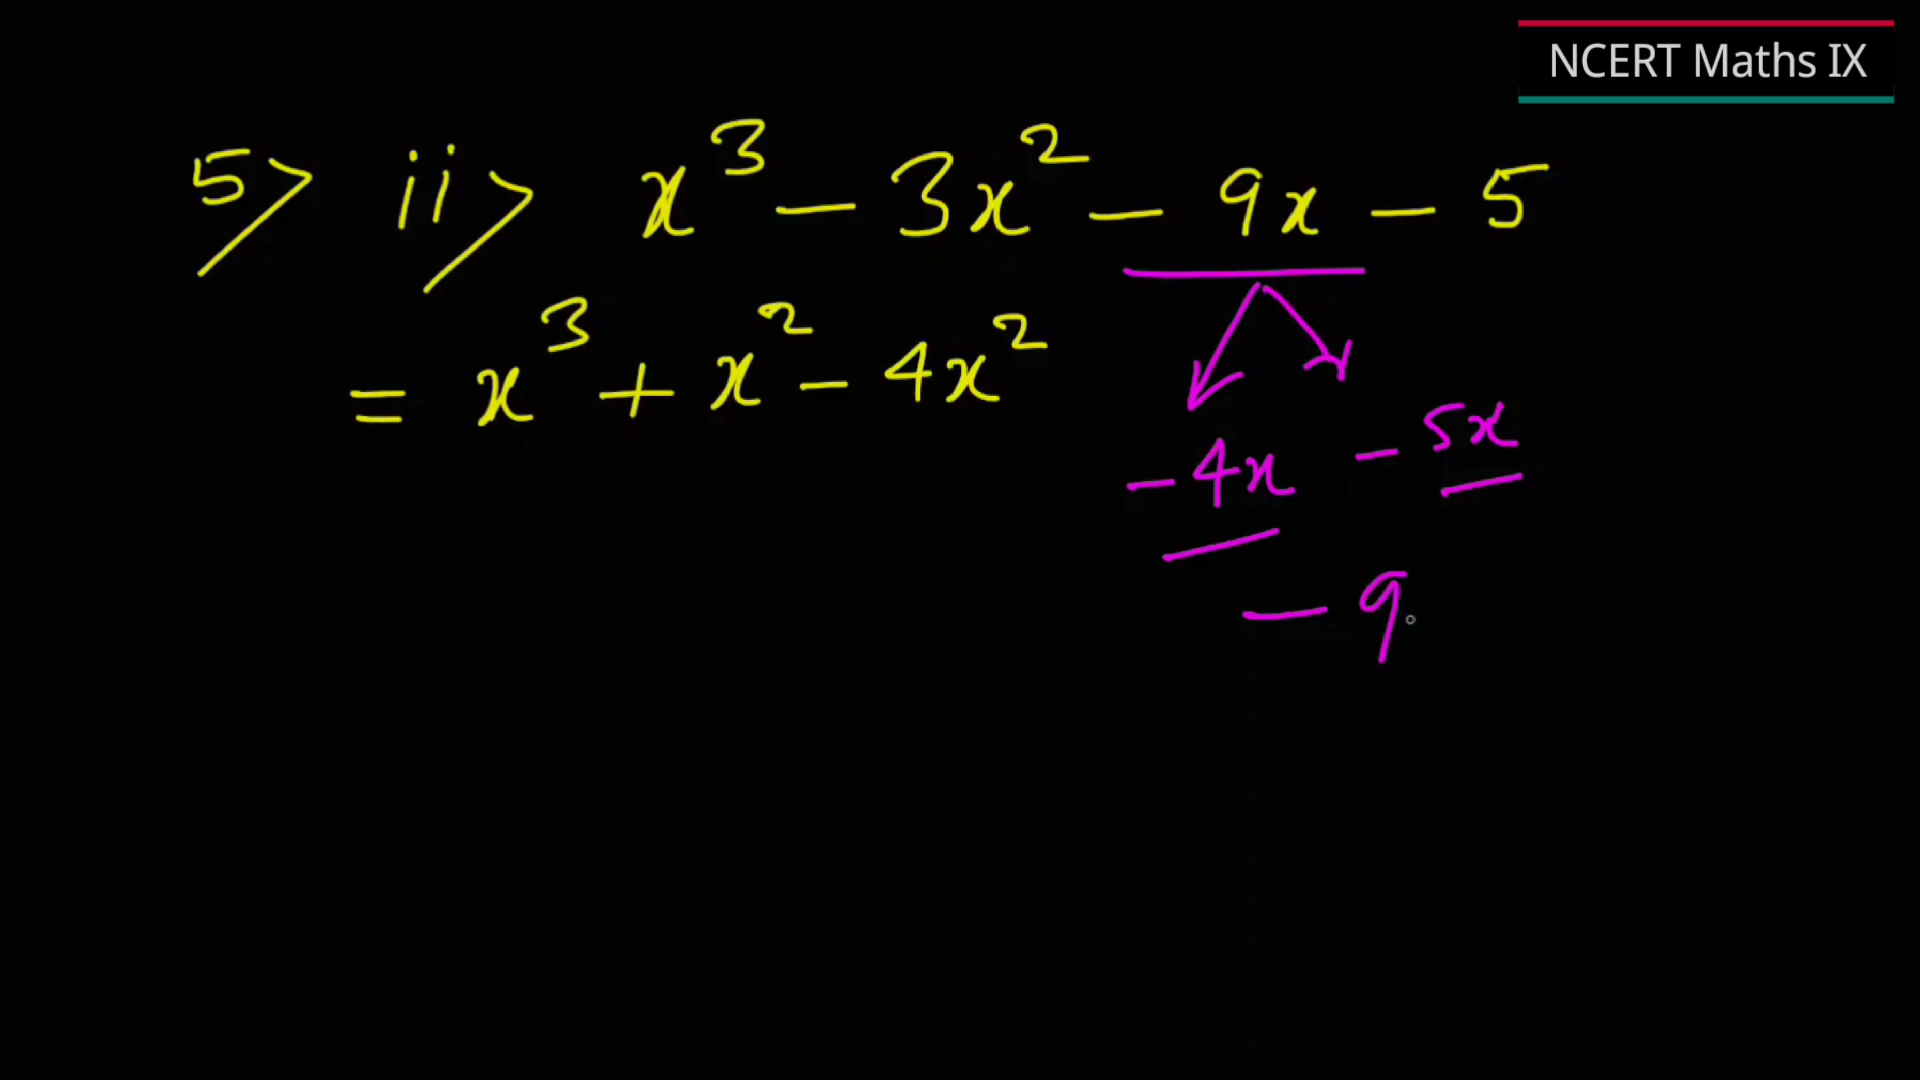 NCERT Maths IX
5> ii> x³ - 3x² - 9x - 5
= x³ + x² - 4x²
- 4x - 5x
- 9